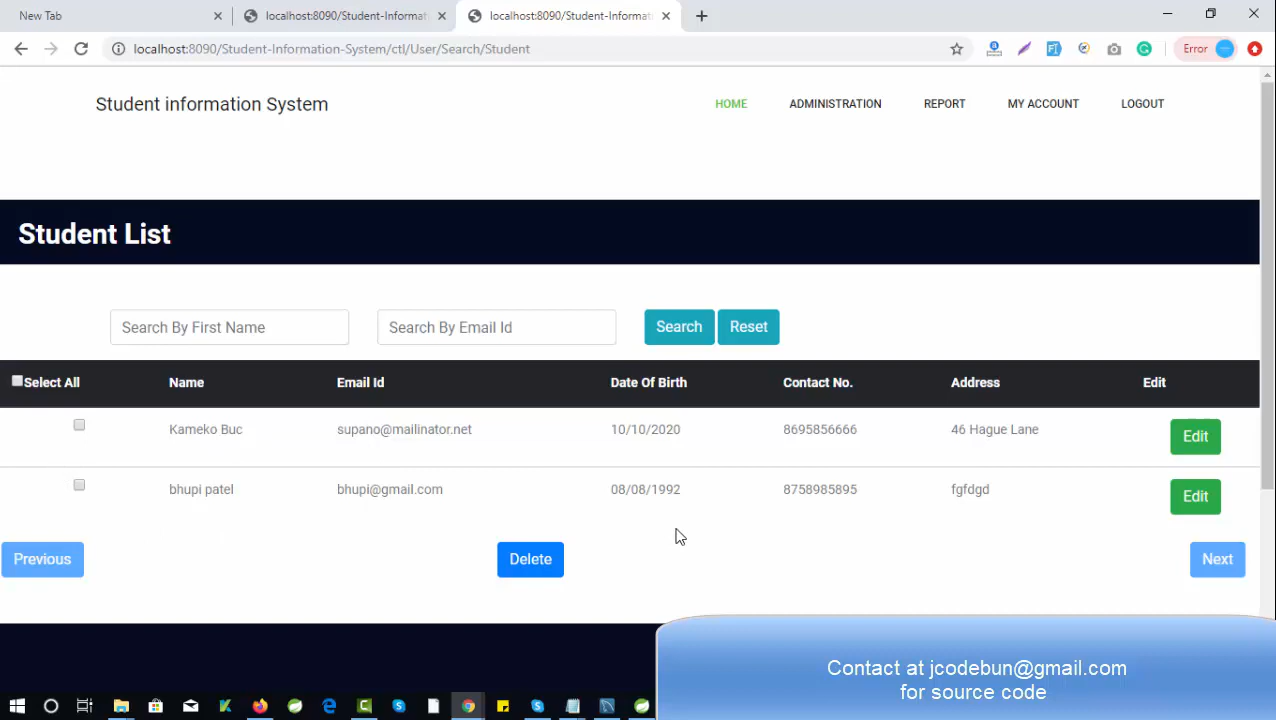 New Tab
localhost:8090/Student-Informat
localhost:8090/Student-Informat
localhost:8090/Student-Information-System/ctl/User/Search/Student
Error
Student information System
HOME
ADMINISTRATION
REPORT
MY ACCOUNT
LOGOUT
Student List
Search By First Name
Search By Email Id
Search
Reset
Select All Name Email Id Date Of Birth Contact No. Address Edit
Kameko Buc supano@mailinator.net 10/10/2020 8695856666 46 Hague Lane Edit
bhupi patel bhupi@gmail.com 08/08/1992 8758985895 fgfdgd Edit
Previous
Delete
Next
Contact at jcodebun@gmail.com
for source code